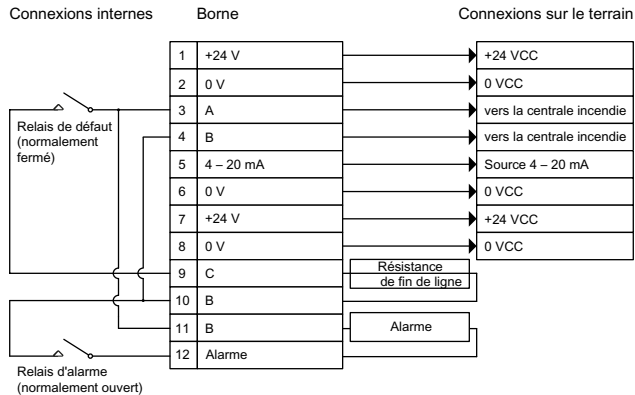 Connexions internes Borne Connexions sur le terrain
1 +24 V +24 VCC
2 0 V 0 VCC
3 A vers la centrale incendie
4 B vers la centrale incendie
5 4 – 20 mA Source 4 – 20 mA
6 0 V 0 VCC
7 +24 V +24 VCC
8 0 V 0 VCC
9 C
10 B
11 B
12 Alarme
Relais de défaut
(normalement
fermé)
Résistance
de fin de ligne
Alarme
Relais d'alarme
(normalement ouvert)